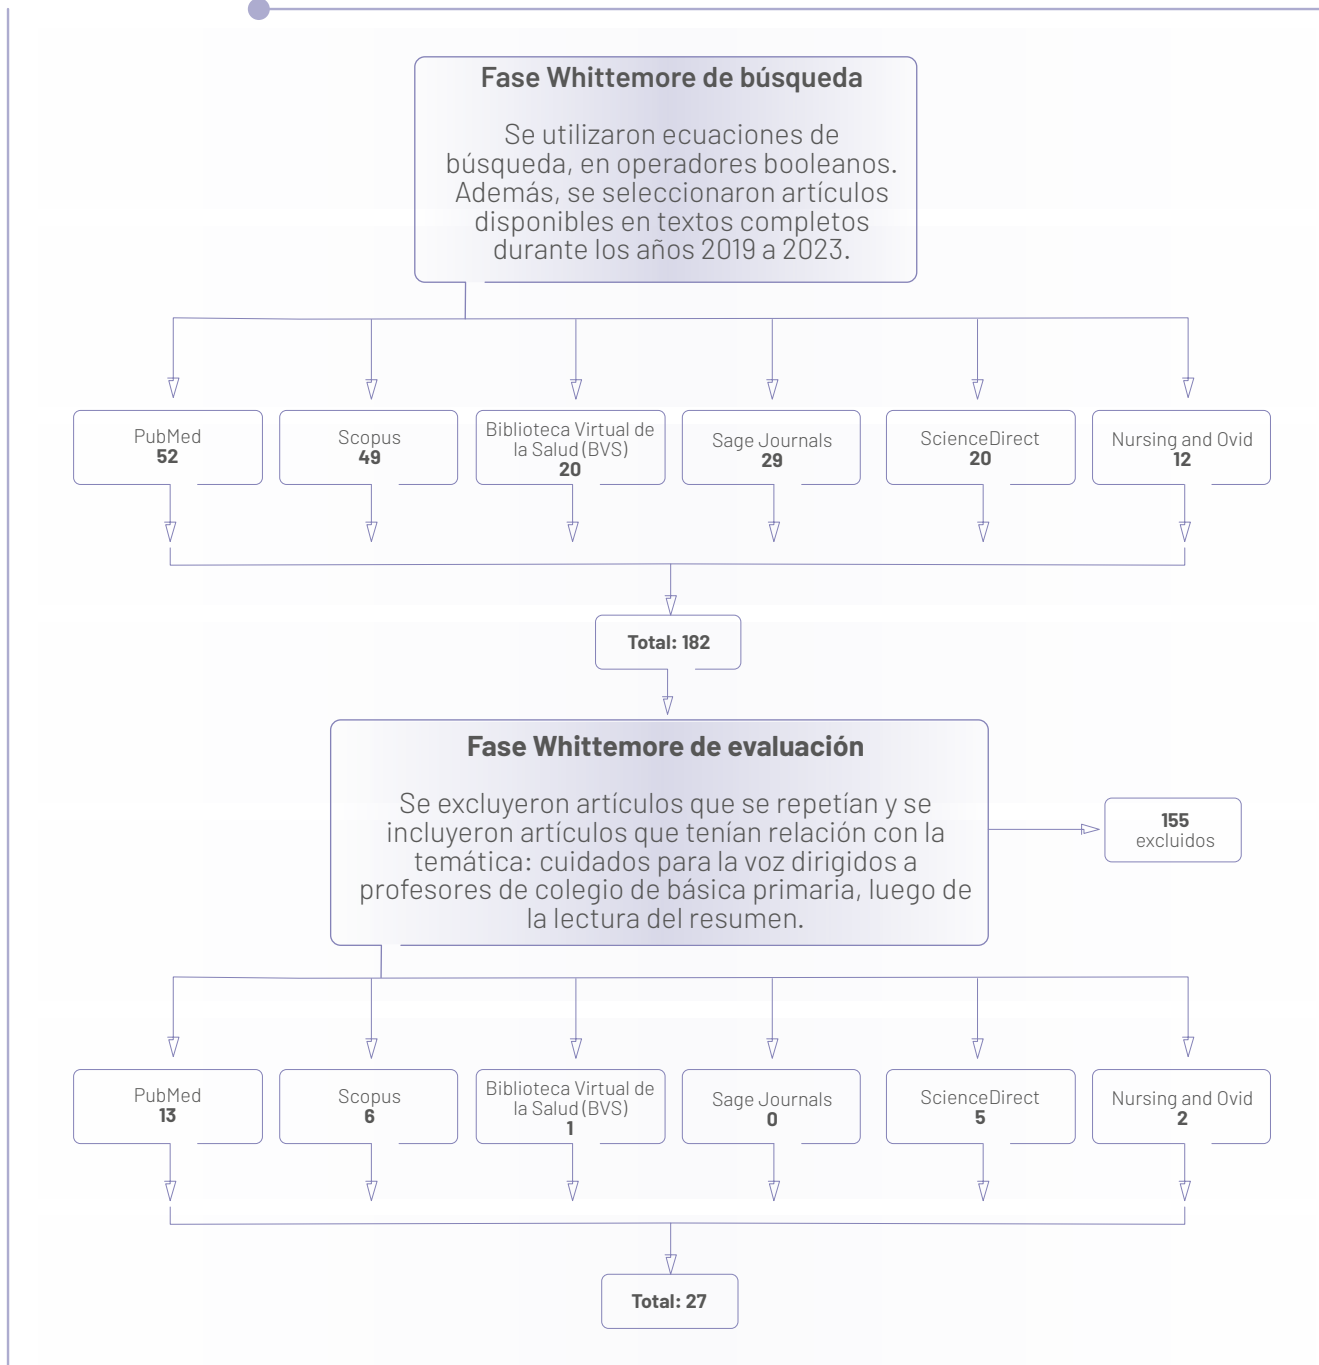 Fase Whittemore de búsqueda
Se utilizaron ecuaciones de
búsqueda, en operadores booleanos.
Además, se seleccionaron artículos
disponibles en textos completos
durante los años 2019 a 2023.
PubMed
52
Scopus
49
Biblioteca Virtual de
la Salud (BVS)
20
Sage Journals
29
ScienceDirect
20
Nursing and Ovid
12
Total: 182
Fase Whittemore de evaluación
Se excluyeron artículos que se repetían y se
incluyeron artículos que tenían relación con la
temática: cuidados para la voz dirigidos a
profesores de colegio de básica primaria, luego de
la lectura del resumen.
155
excluidos
PubMed
13
Scopus
6
Biblioteca Virtual de
la Salud (BVS)
1
Sage Journals
0
ScienceDirect
5
Nursing and Ovid
2
Total: 27